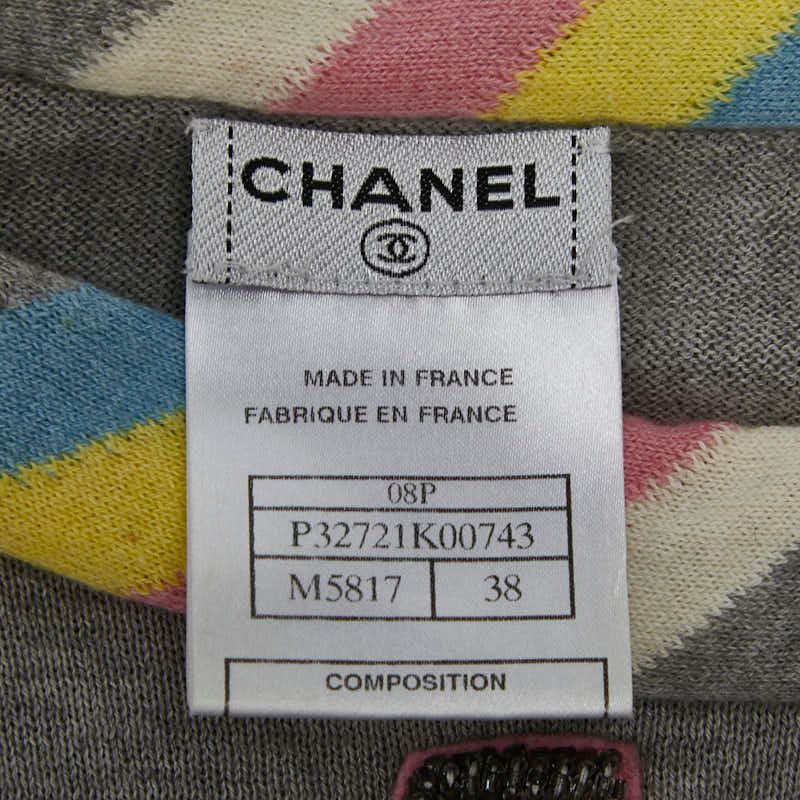 CHANEL
MADE IN FRANCE
FABRIQUE EN FRANCE
08P
P32721K00743
M5817 38
COMPOSITION